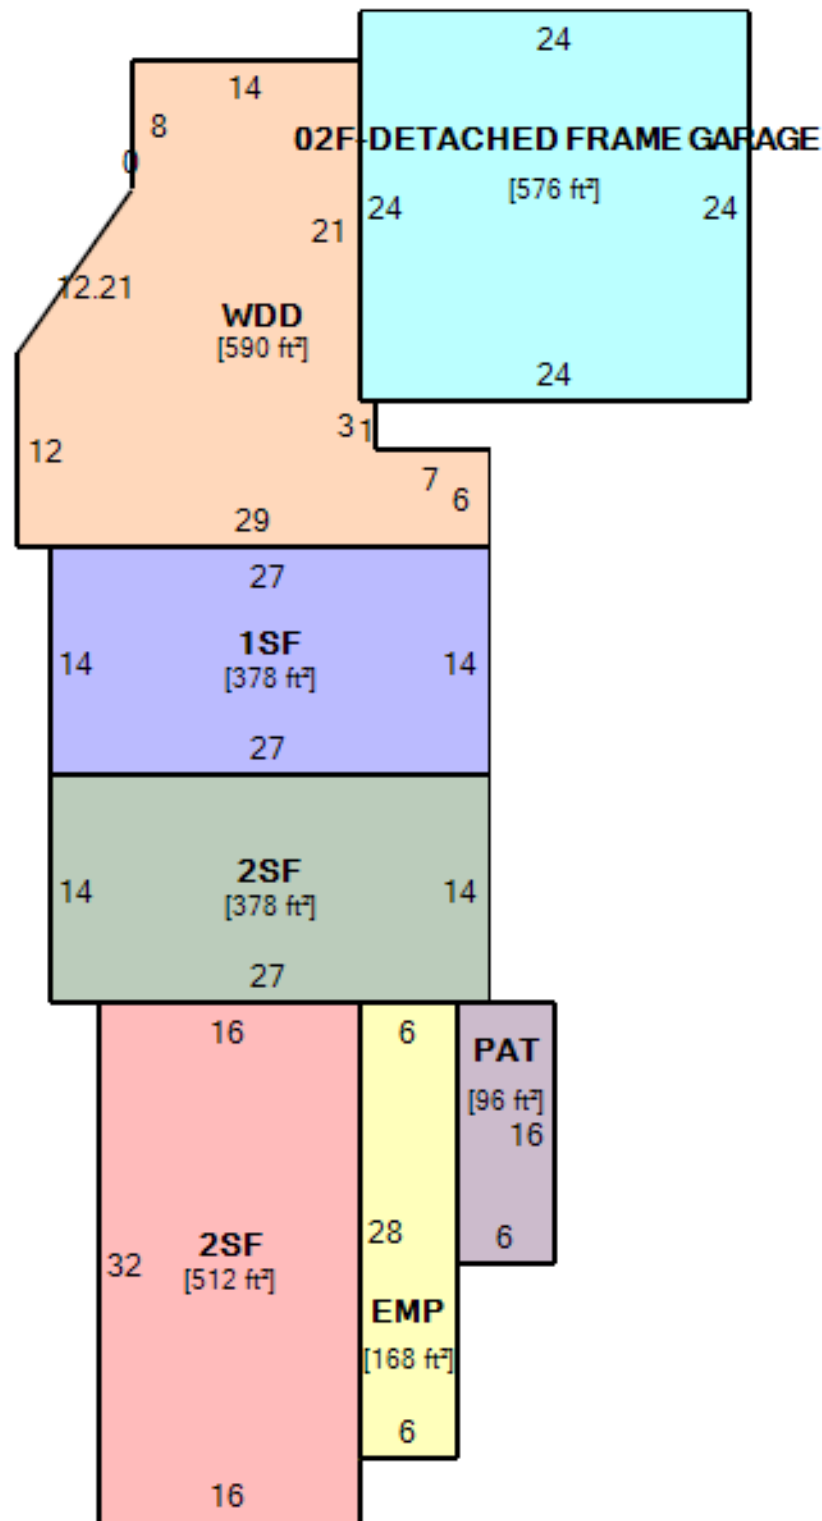 24
14
8
02F-DETACHED FRAME GARAGE
0
[576 ft²]
24
24
21
12.21
WDD
[590 ft²]
24
3
1
12
7
6
29
27
1SF
[378 ft²]
14
14
27
2SF
[378 ft²]
14
14
27
16
6
PAT
[96 ft²]
16
28
6
2SF
[512 ft²]
32
EMP
[168 ft²]
6
16